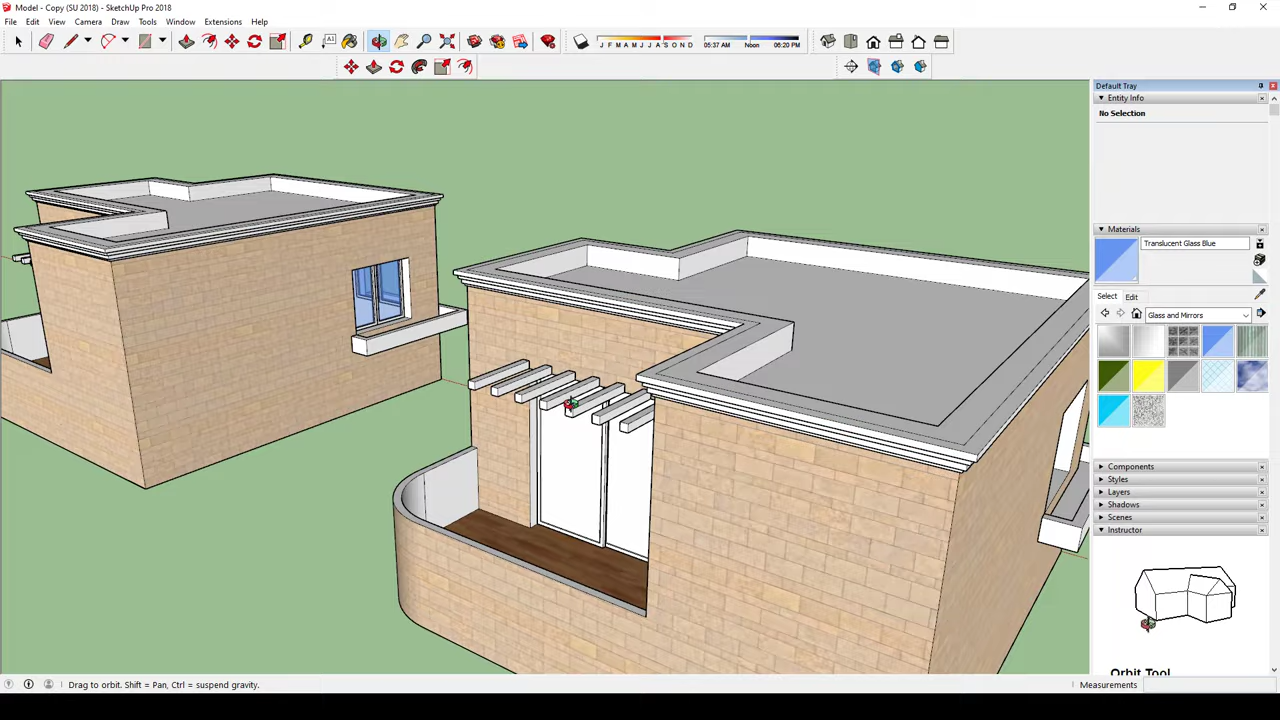 Model - Copy (SU 2018) - SketchUp Pro 2018
File Edit View Camera Draw Tools Window Extensions Help
J F M A M J J A S O N D 05:37 AM Noon 06:20 PM
Default Tray
Entity Info
No Selection
Materials
Translucent Glass Blue
Select Edit
Glass and Mirrors
Components
Styles
Layers
Shadows
Scenes
Instructor
Orbit Tool
Drag to orbit. Shift = Pan, Ctrl = suspend gravity.
Measurements